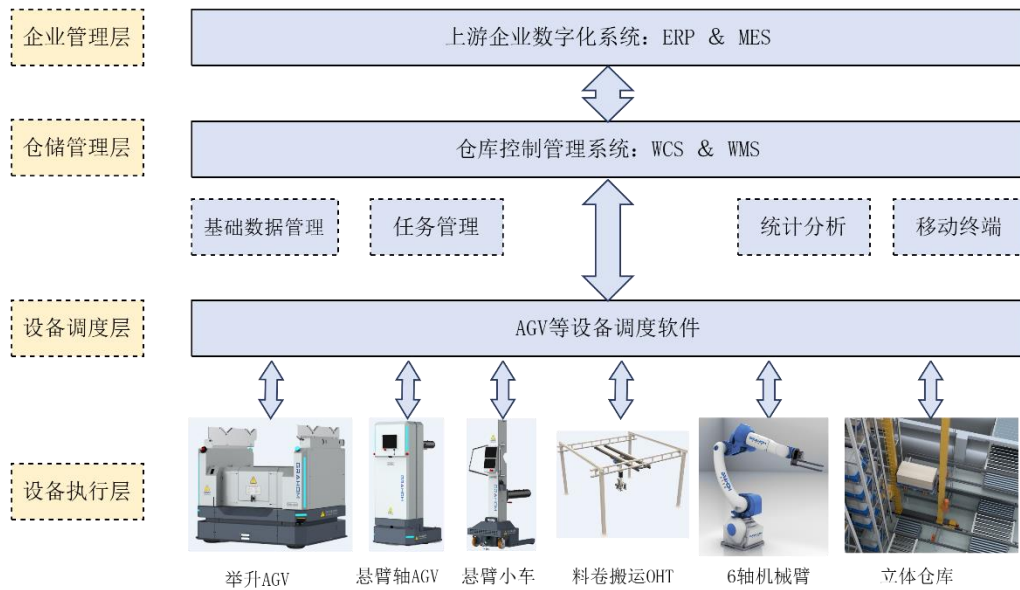 企业管理层
上游企业数字化系统：ERP & MES
仓储管理层
仓库控制管理系统：WCS & WMS
基础数据管理
任务管理
统计分析
移动终端
设备调度层
AGV等设备调度软件
设备执行层
举升AGV
悬臂轴AGV
悬臂小车
料卷搬运OHT
6轴机械臂
立体仓库